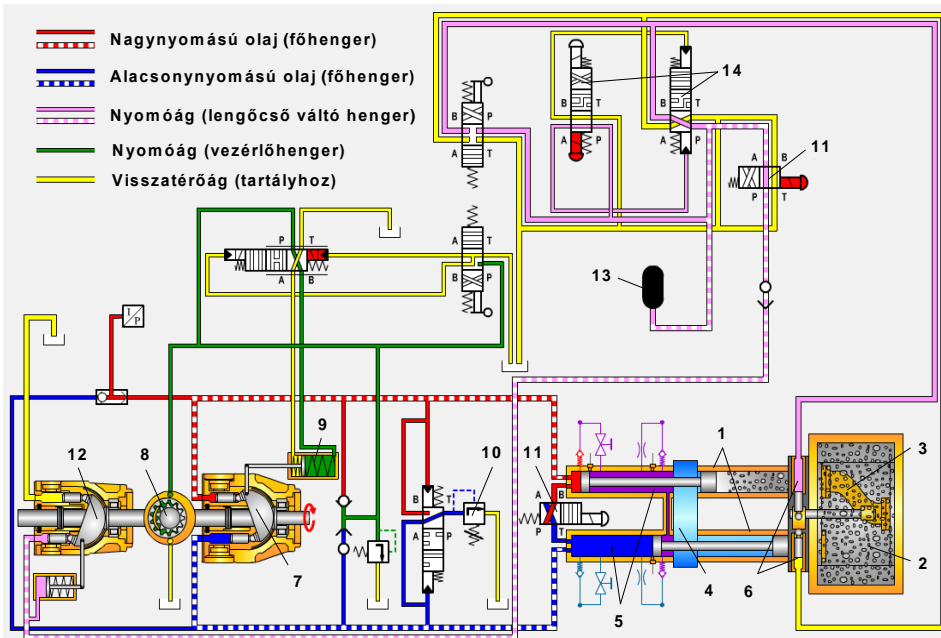 Nagynyomású olaj (főhenger)
Alacsonynyomású olaj (főhenger)
Nyomóág (lengőcső váltó henger)
Nyomóág (vezérlőhenger)
Visszatérőág (tartályhoz)
14
B P
A T
B T
A P
B T
A P
A B
11
P T
A T
B P
P T
A B
13
I/P
12
8
9
B T
A P
10
11
A B
P T
1
3
2
7
5
4
6